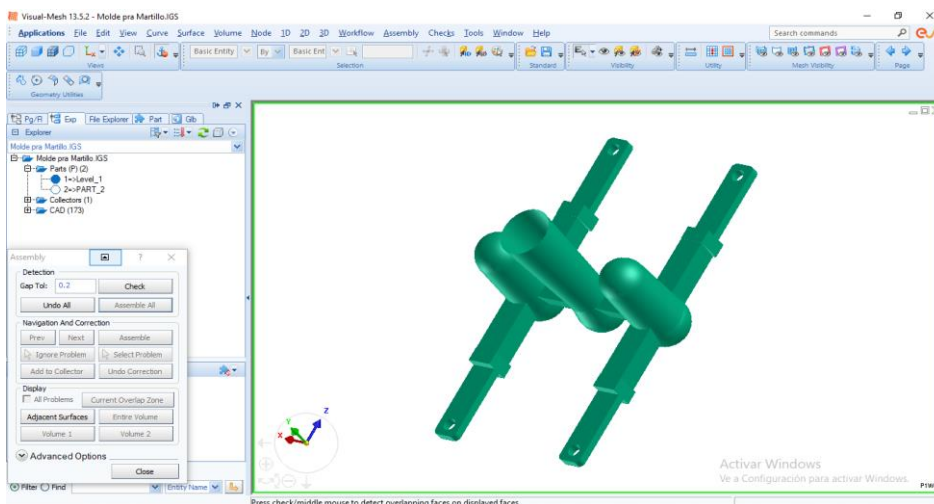 Visual-Mesh 13.5.2 - Molde pra Martillo.IGS
Applications File Edit View Curve Surface Volume Node 1D 2D 3D Workflow Assembly Checks Tools Window Help
Search commands
Basic Entity By Basic Ent
Views Selection Standard Visibility Utility Mesh Visibility Page
Geometry Utilities
Pg/R Exp File Explorer Part Glb
Explorer
Molde pra Martillo.IGS
Molde pra Martillo.IGS
Parts (P) (2)
1=>Level_1
2=>PART_2
Collectors (1)
CAD (173)
Assembly ?
Detection
Gap Tol: 0.2 Check
Undo All Assemble All
Navigation And Correction
Prev Next Assemble
Ignore Problem Select Problem
Add to Collector Undo Correction
Display
All Problems Current Overlap Zone
Adjacent Surfaces Entire Volume
Volume 1 Volume 2
Advanced Options
Close
Filter Find Entity Name
X Y Z
Activar Windows
Ve a Configuración para activar Windows.
P1W
Press check/middle mouse to detect overlapping faces on displayed faces